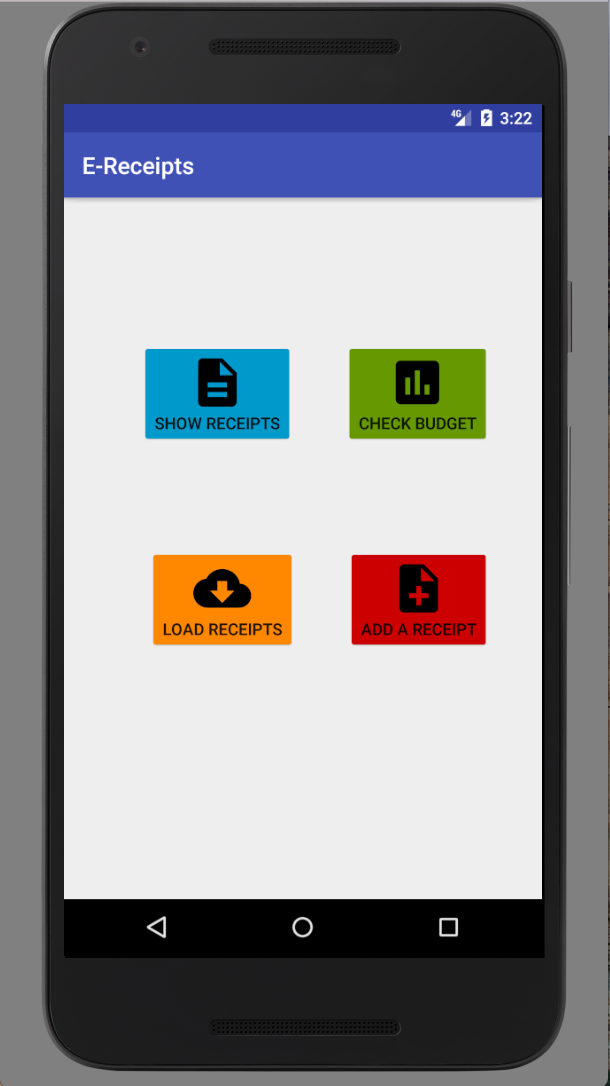 4G 3:22
E-Receipts
SHOW RECEIPTS
CHECK BUDGET
LOAD RECEIPTS
ADD A RECEIPT